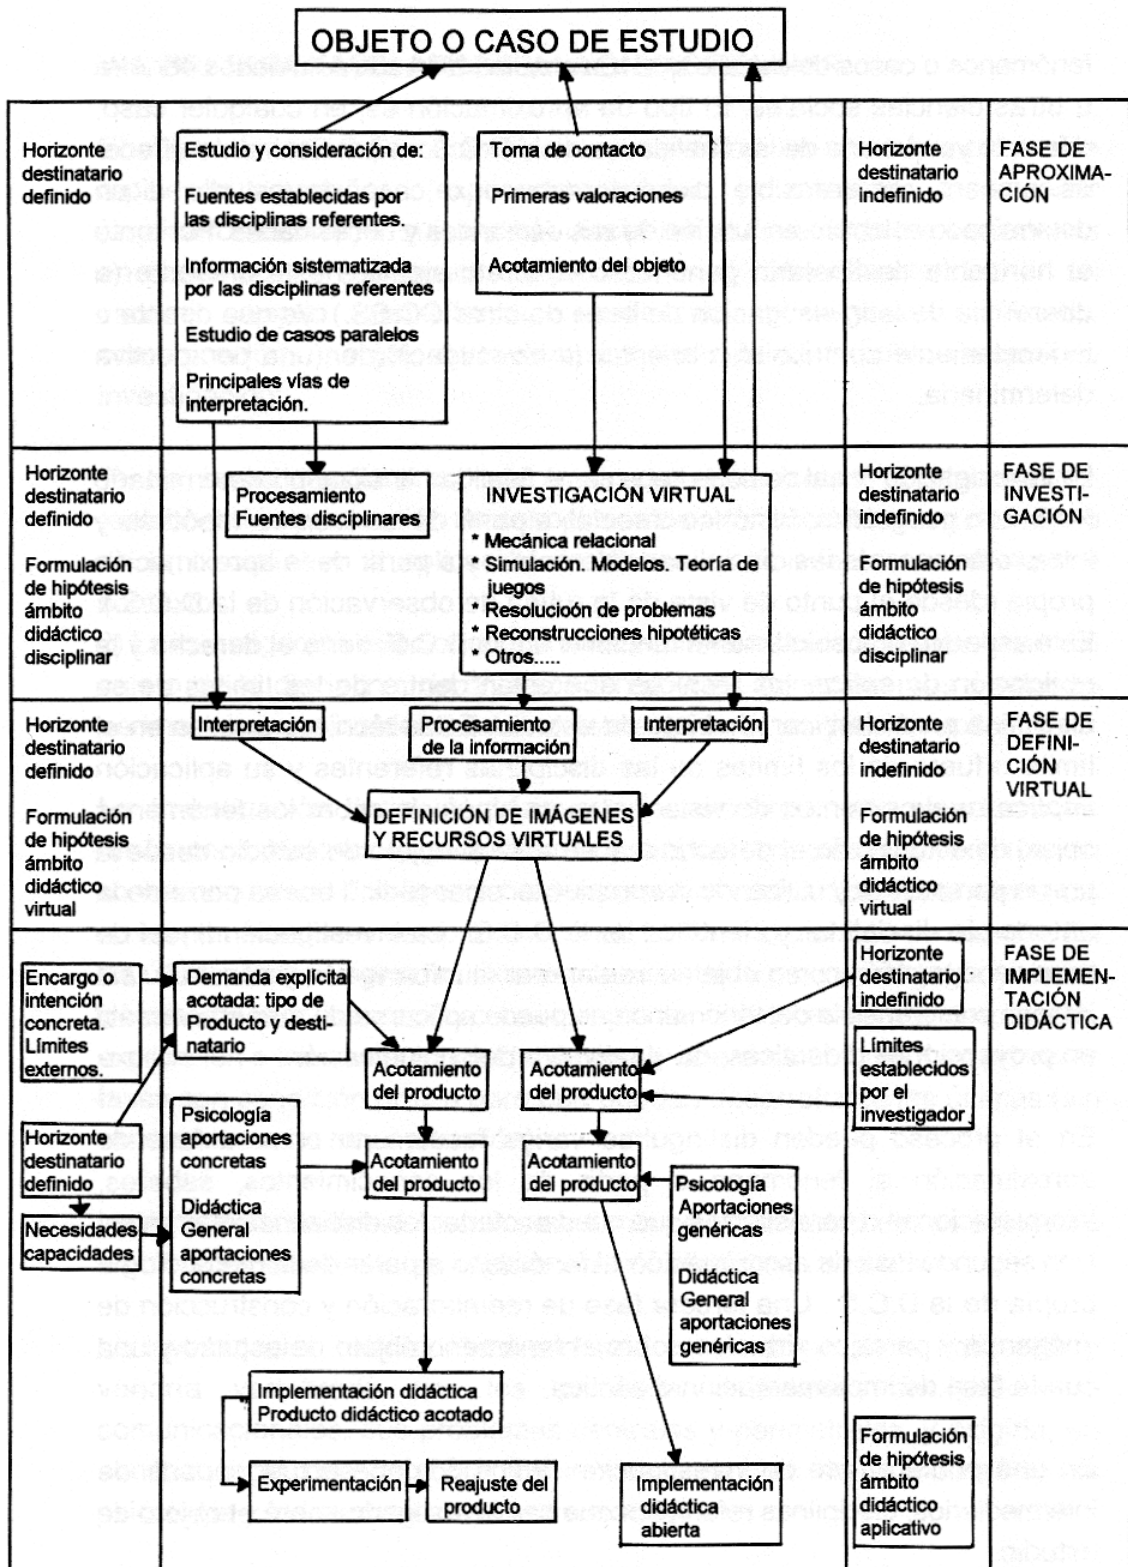 OBJETO O CASO DE ESTUDIO
Horizonte
destinatario
definido
Estudio y consideración de:
Fuentes establecidas por
las disciplinas referentes.
Información sistematizada
por las disciplinas referentes
Estudio de casos paralelos
Principales vías de
interpretación.
Toma de contacto
Primeras valoraciones
Acotamiento del objeto
Horizonte
destinatario
indefinido
FASE DE
APROXIMA-
CIÓN
Horizonte
destinatario
definido
Formulación
de hipótesis
ámbito
didáctico
disciplinar
Procesamiento
Fuentes disciplinares
INVESTIGACIÓN VIRTUAL
* Mecánica relacional
* Simulación. Modelos. Teoría de
juegos
* Resolución de problemas
* Reconstrucciones hipotéticas
* Otros.....
Horizonte
destinatario
indefinido
Formulación
de hipótesis
ámbito
didáctico
disciplinar
FASE DE
INVESTI-
GACIÓN
Horizonte
destinatario
definido
Formulación
de hipótesis
ámbito
didáctico
virtual
Interpretación
Procesamiento
de la información
Interpretación
DEFINICIÓN DE IMÁGENES
Y RECURSOS VIRTUALES
Horizonte
destinatario
indefinido
Formulación
de hipótesis
ámbito
didáctico
virtual
FASE DE
DEFINI-
CIÓN
VIRTUAL
Encargo o
intención
concreta.
Límites
externos.
Demanda explícita
acotada: tipo de
Producto y desti-
natario
Horizonte
destinatario
indefinido
FASE DE
IMPLEMEN-
TACIÓN
DIDÁCTICA
Acotamiento
del producto
Acotamiento
del producto
Límites
establecidos
por el
investigador
Horizonte
destinatario
definido
Necesidades
capacidades
Psicología
aportaciones
concretas
Didáctica
General
aportaciones
concretas
Acotamiento
del producto
Acotamiento
del producto
Psicología
Aportaciones
genéricas
Didáctica
General
aportaciones
genéricas
Implementación didáctica
Producto didáctico acotado
Experimentación
Reajuste del
producto
Implementación
didáctica
abierta
Formulación
de hipótesis
ámbito
didáctico
aplicativo